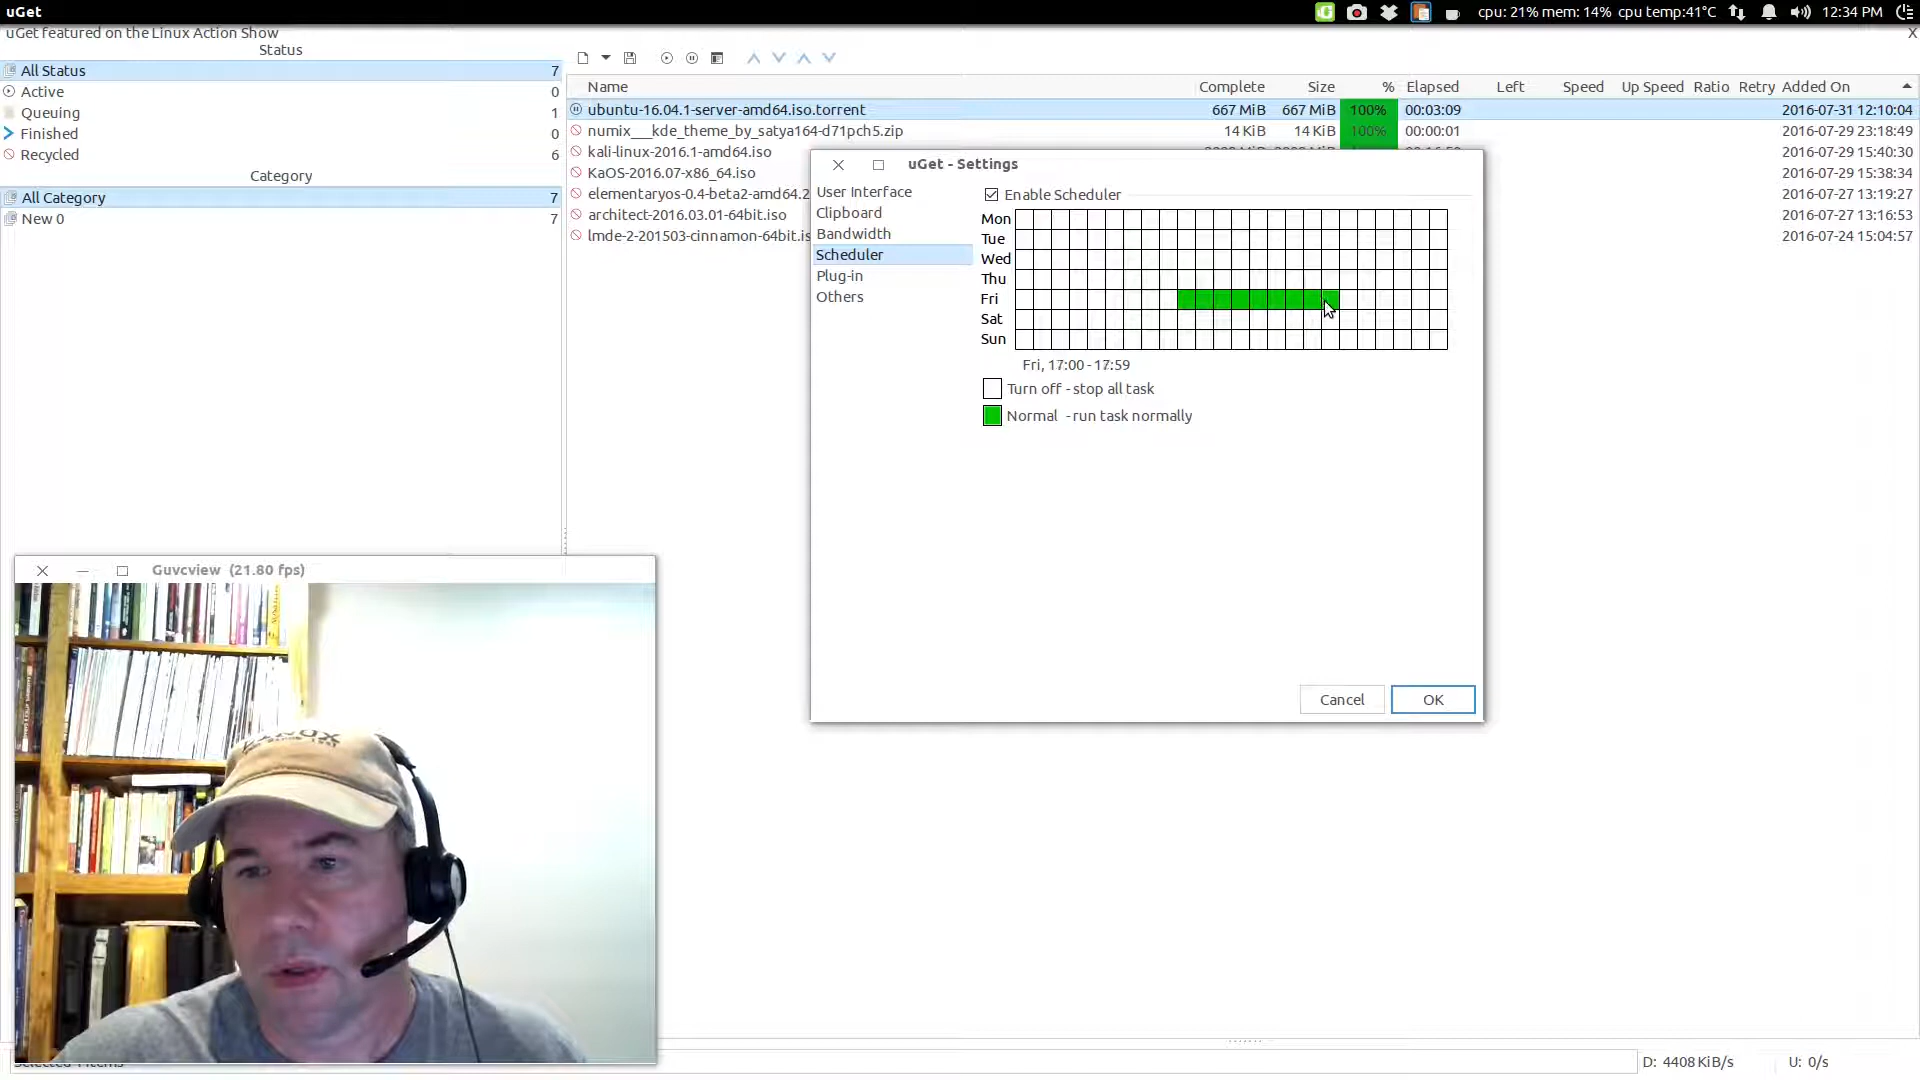 uGet
cpu: 21% mem: 14% cpu temp:41°C 12:34 PM
uGet featured on the Linux Action Show X
Status
All Status 7
Active 0
Queuing 1
Finished 0
Recycled 6
Category
All Category 7
New 0 7
Name Complete Size % Elapsed Left Speed Up Speed Ratio Retry Added On
ubuntu-16.04.1-server-amd64.iso.torrent 667 MiB 667 MiB 100% 00:03:09 2016-07-31 12:10:04
numix___kde_theme_by_satya164-d71pch5.zip 14 KiB 14 KiB 100% 00:00:01 2016-07-29 23:18:49
kali-linux-2016.1-amd64.iso 2016-07-29 15:40:30
KaOS-2016.07-x86_64.iso 2016-07-29 15:38:34
elementaryos-0.4-beta2-amd64.2 2016-07-27 13:19:27
architect-2016.03.01-64bit.iso 2016-07-27 13:16:53
lmde-2-201503-cinnamon-64bit.is 2016-07-24 15:04:57
uGet - Settings
User Interface
Clipboard
Bandwidth
Scheduler
Plug-in
Others
Enable Scheduler
Mon
Tue
Wed
Thu
Fri
Sat
Sun
Fri, 17:00 - 17:59
Turn off - stop all task
Normal - run task normally
Cancel OK
Guvcview (21.80 fps)
D: 4408 KiB/s U: 0/s